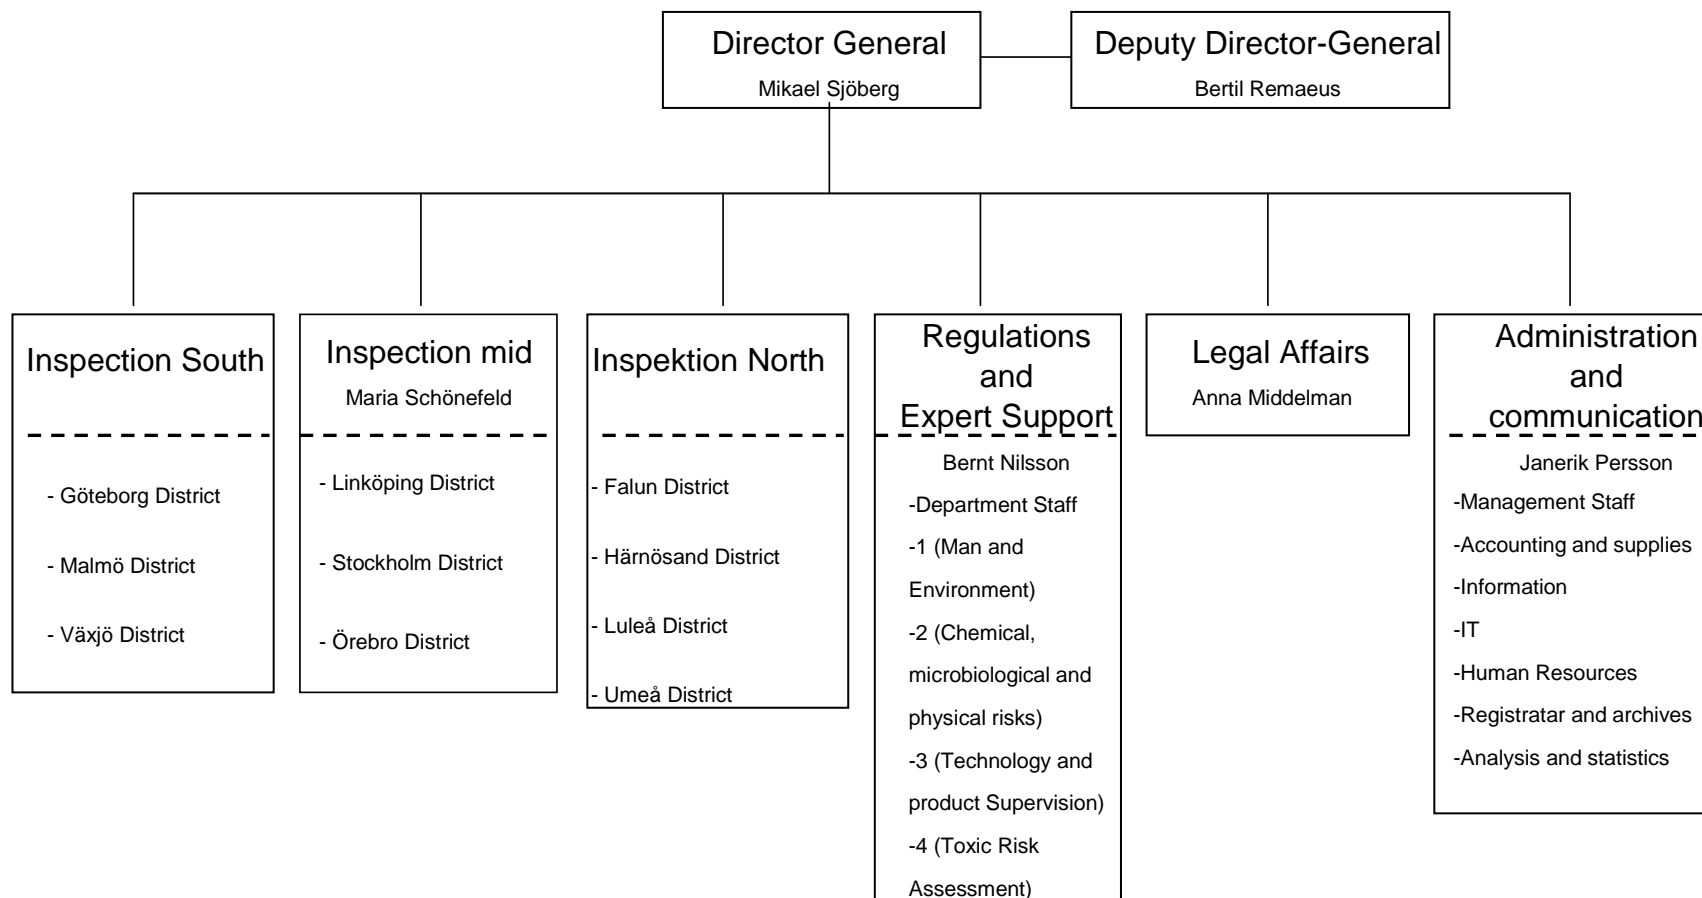 Director General
Mikael Sjöberg
Deputy Director-General
Bertil Remaeus
Inspection South
- Göteborg District
- Malmö District
- Växjö District
Inspection mid
Maria Schönefeld
- Linköping District
- Stockholm District
- Örebro District
Inspektion North
- Falun District
- Härnösand District
- Luleå District
- Umeå District
Regulations
and
Expert Support
Bernt Nilsson
-Department Staff
-1 (Man and
Environment)
-2 (Chemical,
microbiological and
physical risks)
-3 (Technology and
product Supervision)
-4 (Toxic Risk
Assessment)
Legal Affairs
Anna Middelman
Administration
and
communication
Janerik Persson
-Management Staff
-Accounting and supplies
-Information
-IT
-Human Resources
-Registratar and archives
-Analysis and statistics